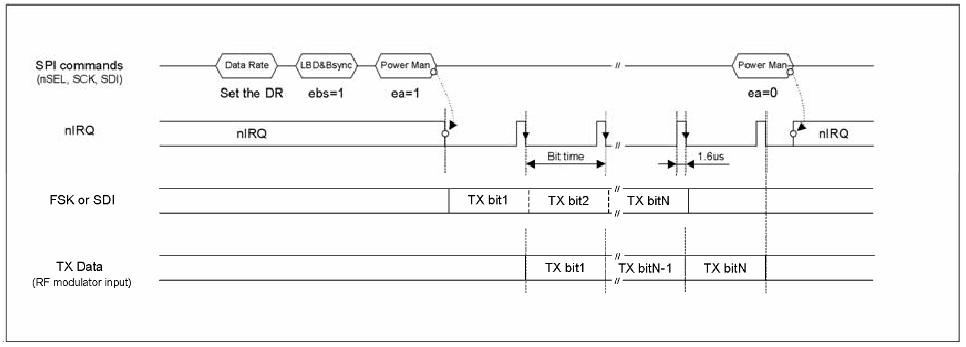 SPI commands
(nSEL, SCK, SDI)
Data Rate
LBD&Bsync
Power Man
Power Man
Set the DR
ebs=1
ea=1
ea=0
nIRQ
nIRQ
nIRQ
Bit time
1.6us
FSK or SDI
TX bit1
TX bit2
TX bitN
TX Data
(RF modulator input)
TX bit1
TX bitN-1
TX bitN